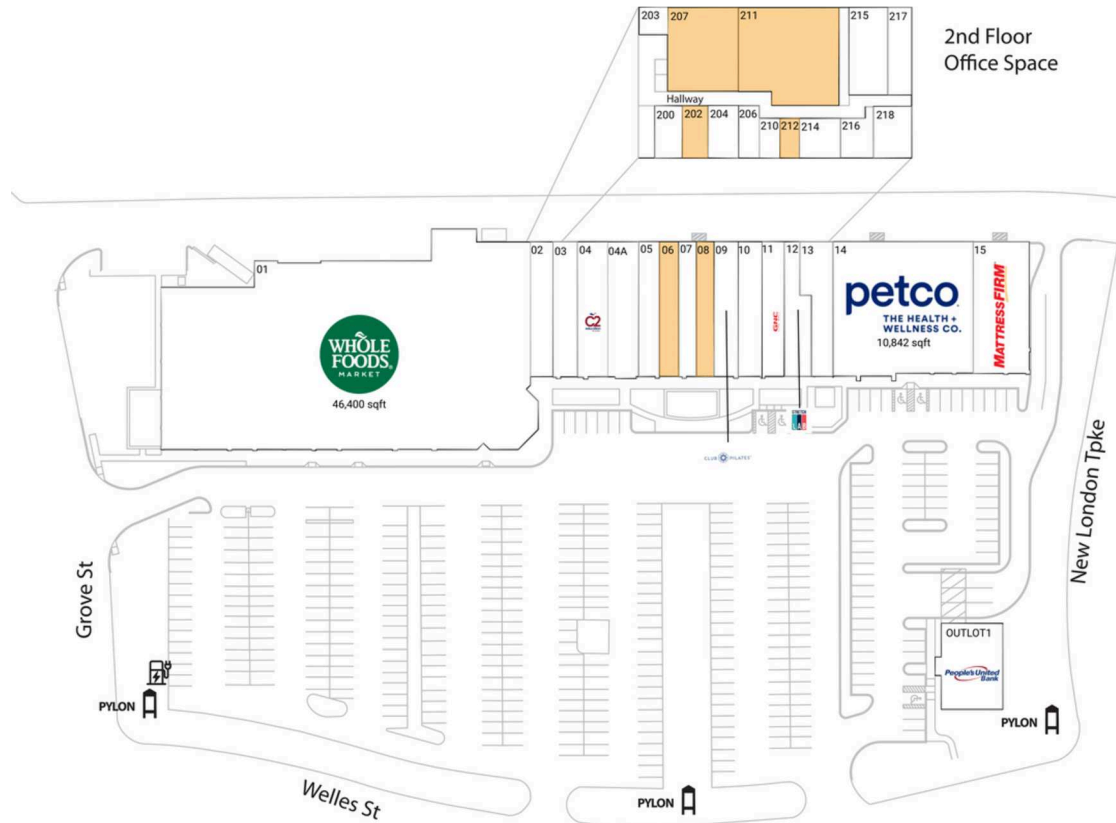 203
207
211
215
217
2nd Floor
Office Space
Hallway
200
202
204
206
210
212
214
216
218
01
02
03
04
04A
05
06
07
08
09
10
11
12
13
14
15
WHOLE
FOODS
MARKET
46,400 sqft
C2
GNC
petco
THE HEALTH +
WELLNESS CO.
10,842 sqft
MATTRESSFIRM
CLUB PILATES
Grove St
New London Tpke
OUTLOT1
People's United
Bank
PYLON
PYLON
PYLON
Welles St